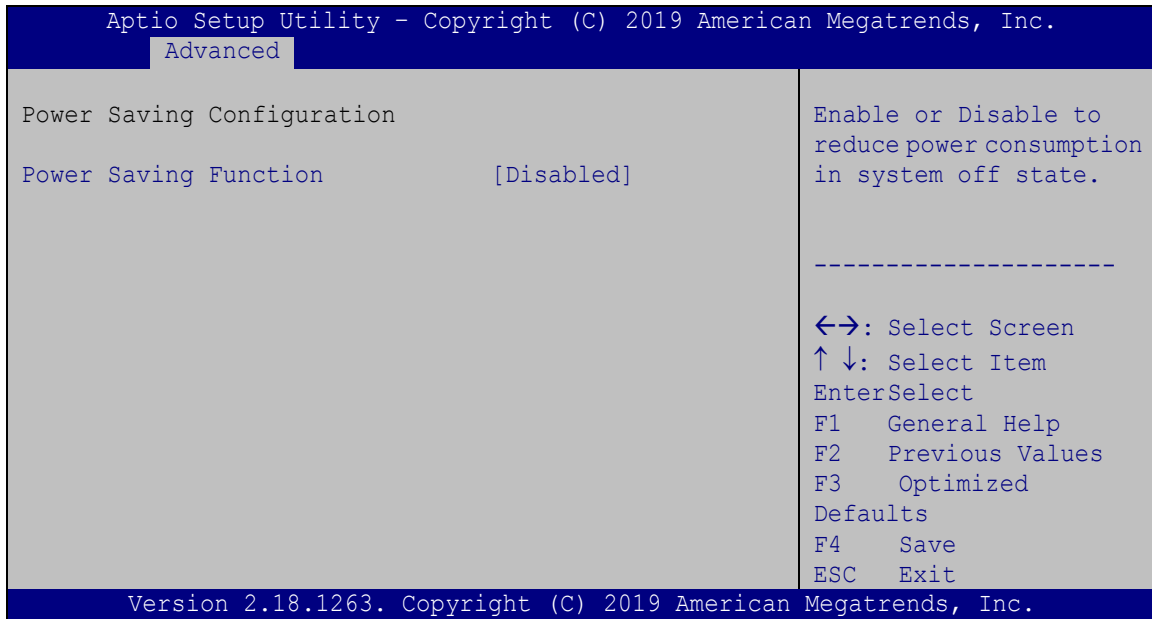 Aptio Setup Utility – Copyright (C) 2019 American Megatrends, Inc.
Advanced
Power Saving Configuration
Power Saving Function [Disabled]
Enable or Disable to
reduce power consumption
in system off state.
---------------------
←→: Select Screen
↑ ↓: Select Item
EnterSelect
F1 General Help
F2 Previous Values
F3 Optimized
Defaults
F4 Save
ESC Exit
Version 2.18.1263. Copyright (C) 2019 American Megatrends, Inc.